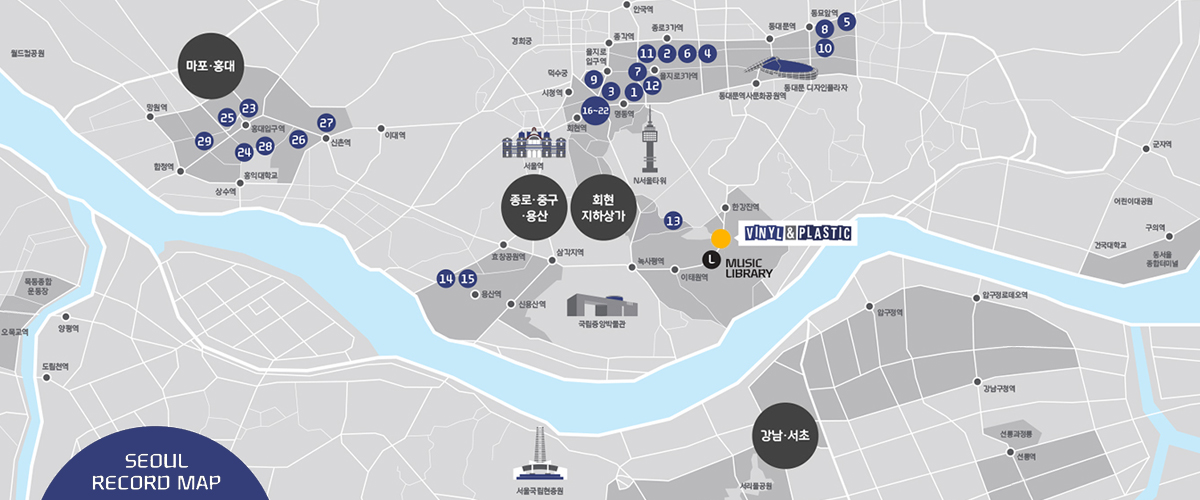 안국역
월드컵공원
경희궁
종로3가역
종각역
동대문역
동묘앞역
5
8
10
을지로
입구역
11
2
6
4
마포·홍대
덕수궁
시청역
9
7
을지로3가역
12
3
1
명동역
16~22
회현역
동대문 디자인플라자
동대문역사문화공원역
망원역
23
25
홍대입구역
27
신촌역
이대역
29
24
28
26
합정역
홍익대학교
상수역
서울역
N서울타워
군자역
종로·중구
·용산
회현
지하상가
한강진역
13
VINYL & PLASTIC
L
MUSIC
LIBRARY
어린이대공원
구의역
건국대학교
동서울
종합터미널
효창공원역
삼각지역
녹사평역
이태원역
14
15
용산역
신용산역
국립중앙박물관
목동종합
운동장
오목교역
양평역
도림천역
압구정로데오역
압구정역
강남구청역
선릉과정릉
선릉역
강남·서초
서리풀공원
서울국립현충원
SEOUL
RECORD MAP